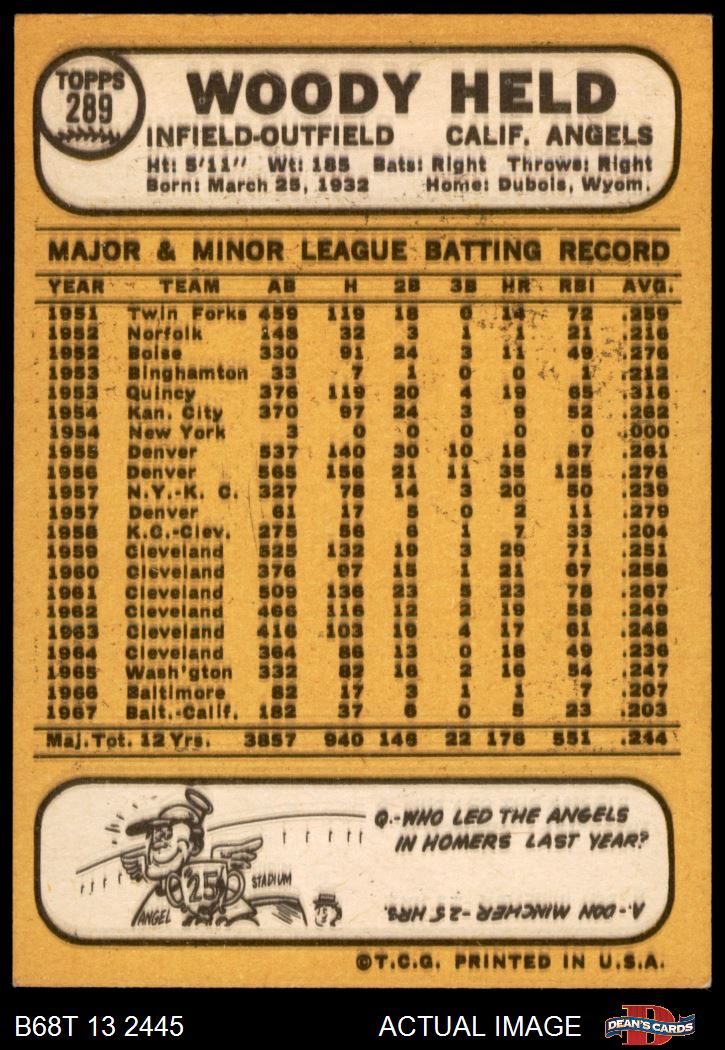 TOPPS
289
WOODY HELD
INFIELD-OUTFIELD CALIF. ANGELS
Ht: 5'11" Wt: 185 Bats: Right Throws: Right
Born: March 25, 1932 Home: Dubois, Wyom.
MAJOR & MINOR LEAGUE BATTING RECORD
YEAR TEAM AB H 2B 3B HR RBI AVG.
1951 Twin Forks 459 119 18 0 14 72 .259
1952 Norfolk 148 32 3 1 1 21 .216
1952 Boise 330 91 24 3 11 49 .276
1953 Binghamton 33 7 1 0 0 1 .212
1953 Quincy 376 119 20 4 19 65 .316
1954 Kan. City 370 97 24 3 9 52 .262
1954 New York 3 0 0 0 0 0 .000
1955 Denver 537 140 30 10 18 87 .261
1956 Denver 565 156 21 11 35 125 .276
1957 N.Y.-K. C. 327 78 14 3 20 50 .239
1957 Denver 61 17 5 0 2 11 .279
1958 K.C.-Clev. 275 56 6 1 7 33 .204
1959 Cleveland 525 132 19 3 29 71 .251
1960 Cleveland 376 97 15 1 21 67 .258
1961 Cleveland 509 136 23 5 23 78 .267
1962 Cleveland 466 116 12 2 19 58 .249
1963 Cleveland 416 103 19 4 17 61 .248
1964 Cleveland 364 86 13 0 18 49 .236
1965 Wash'gton 332 82 16 2 16 54 .247
1966 Baltimore 82 17 3 1 1 7 .207
1967 Balt.-Calif. 182 37 6 0 5 23 .203
Maj. Tot. 12 Yrs. 3857 940 146 22 176 551 .244
Q.-WHO LED THE ANGELS
IN HOMERS LAST YEAR?
25
STADIUM
ANGEL
A. DON MINCHER-25 HRS.
©T.C.G. PRINTED IN U.S.A.
B68T 13 2445 ACTUAL IMAGE
DEAN'S CARDS